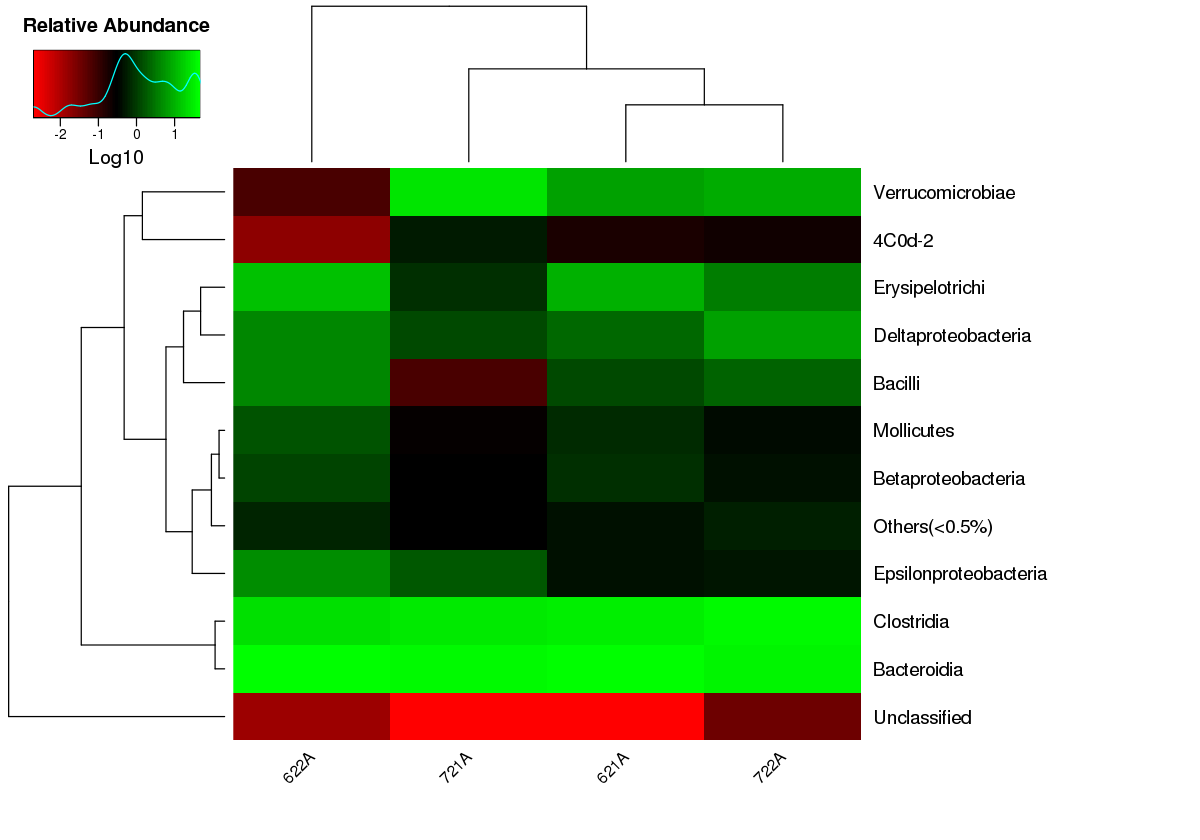 Relative Abundance
-2 -1 0 1
Log10
Verrucomicrobiae
4C0d-2
Erysipelotrichi
Deltaproteobacteria
Bacilli
Mollicutes
Betaproteobacteria
Others(<0.5%)
Epsilonproteobacteria
Clostridia
Bacteroidia
Unclassified
622A 721A 621A 722A